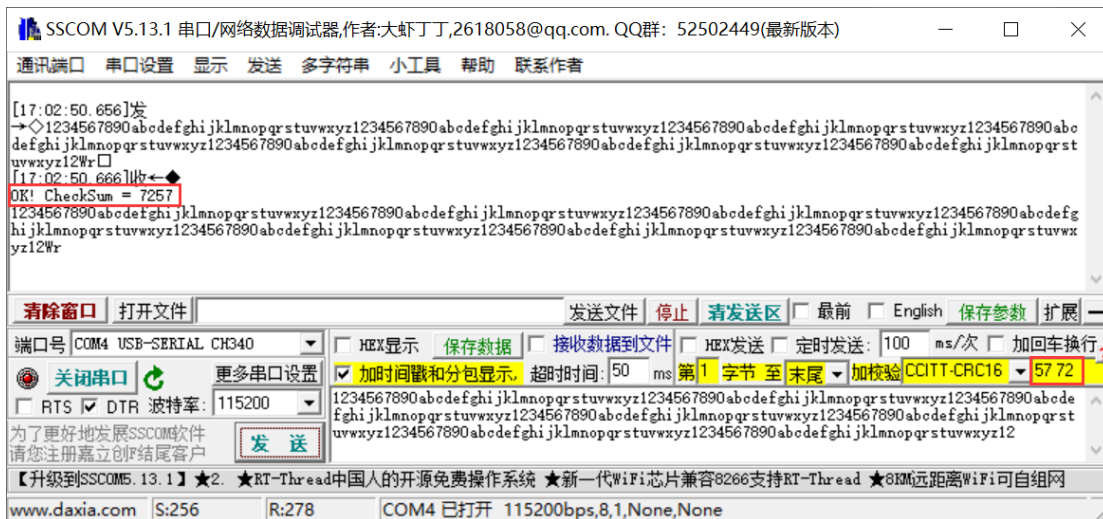 SSCOM V5.13.1 串口/网络数据调试器,作者:大虾丁丁,2618058@qq.com. QQ群: 52502449(最新版本)
通讯端口 串口设置 显示 发送 多字符串 小工具 帮助 联系作者
[17:02:50.656]发
→◇1234567890abcdefghijklmnopqrstuvwxyz1234567890abcdefghijklmnopqrstuvwxyz1234567890abcdefghijklmnopqrstuvwxyz1234567890abc
defghijklmnopqrstuvwxyz1234567890abcdefghijklmnopqrstuvwxyz1234567890abcdefghijklmnopqrstuvwxyz1234567890abcdefghijklmnopqrst
uvwxyz12Wr□
[17:02:50.666]收←◆
OK! CheckSum = 7257
1234567890abcdefghijklmnopqrstuvwxyz1234567890abcdefghijklmnopqrstuvwxyz1234567890abcdefghijklmnopqrstuvwxyz1234567890abcdefg
hijklmnopqrstuvwxyz1234567890abcdefghijklmnopqrstuvwxyz1234567890abcdefghijklmnopqrstuvwxyz1234567890abcdefghijklmnopqrstuvwx
yz12Wr
清除窗口 打开文件 发送文件 停止 清发送区 最前 English 保存参数 扩展 —
端口号 COM4 USB-SERIAL CH340 HEX显示 保存数据 接收数据到文件 HEX发送 定时发送: 100 ms/次 加回车换行
关闭串口 更多串口设置 加时间戳和分包显示, 超时时间: 50 ms 第1 字节 至 末尾 加校验 CCITT-CRC16 57 72
RTS DTR 波特率: 115200
1234567890abcdefghijklmnopqrstuvwxyz1234567890abcdefghijklmnopqrstuvwxyz1234567890abcdefghijklmnopqrstuvwxyz1234567890abcde
fghijklmnopqrstuvwxyz1234567890abcdefghijklmnopqrstuvwxyz1234567890abcdefghijklmnopqrstuvwxyz1234567890abcdefghijklmnopqrst
uvwxyz1234567890abcdefghijklmnopqrstuvwxyz1234567890abcdefghijklmnopqrstuvwxyz12
为了更好地发展SSCOM软件
请您注册嘉立创F结尾客户
发 送
【升级到SSCOM5.13.1】★2. ★RT-Thread中国人的开源免费操作系统 ★新一代WiFi芯片兼容8266支持RT-Thread ★8KM远距离WiFi可自组网
www.daxia.com S:256 R:278 COM4 已打开 115200bps,8,1,None,None